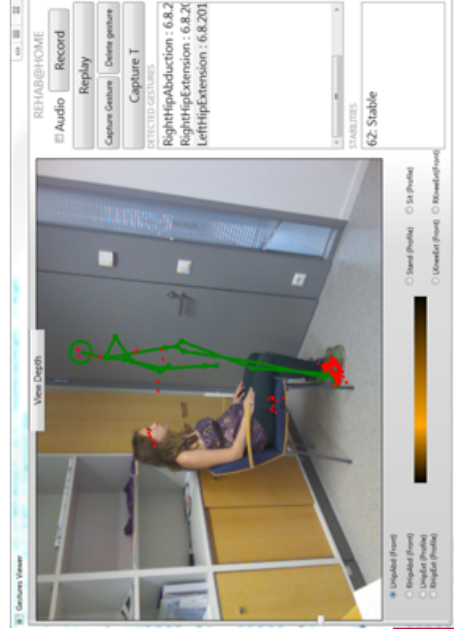 Gestures Viewer
View Depth
REHAB@HOME
Audio
Record
Replay
Capture Gesture
Delete gesture
Capture T
DETECTED GESTURES
RightHipAbduction : 6.8.2
RightHipExtension : 6.8.20
LeftHipExtension : 6.8.201
STABILITIES
62: Stable
LHipAbd (Front)
RHipAbd (Front)
LHipExt (Profile)
RHipExt (Profile)
Stand (Profile)
Sit (Profile)
LKneeExt (Front)
RKneeExt(Front)